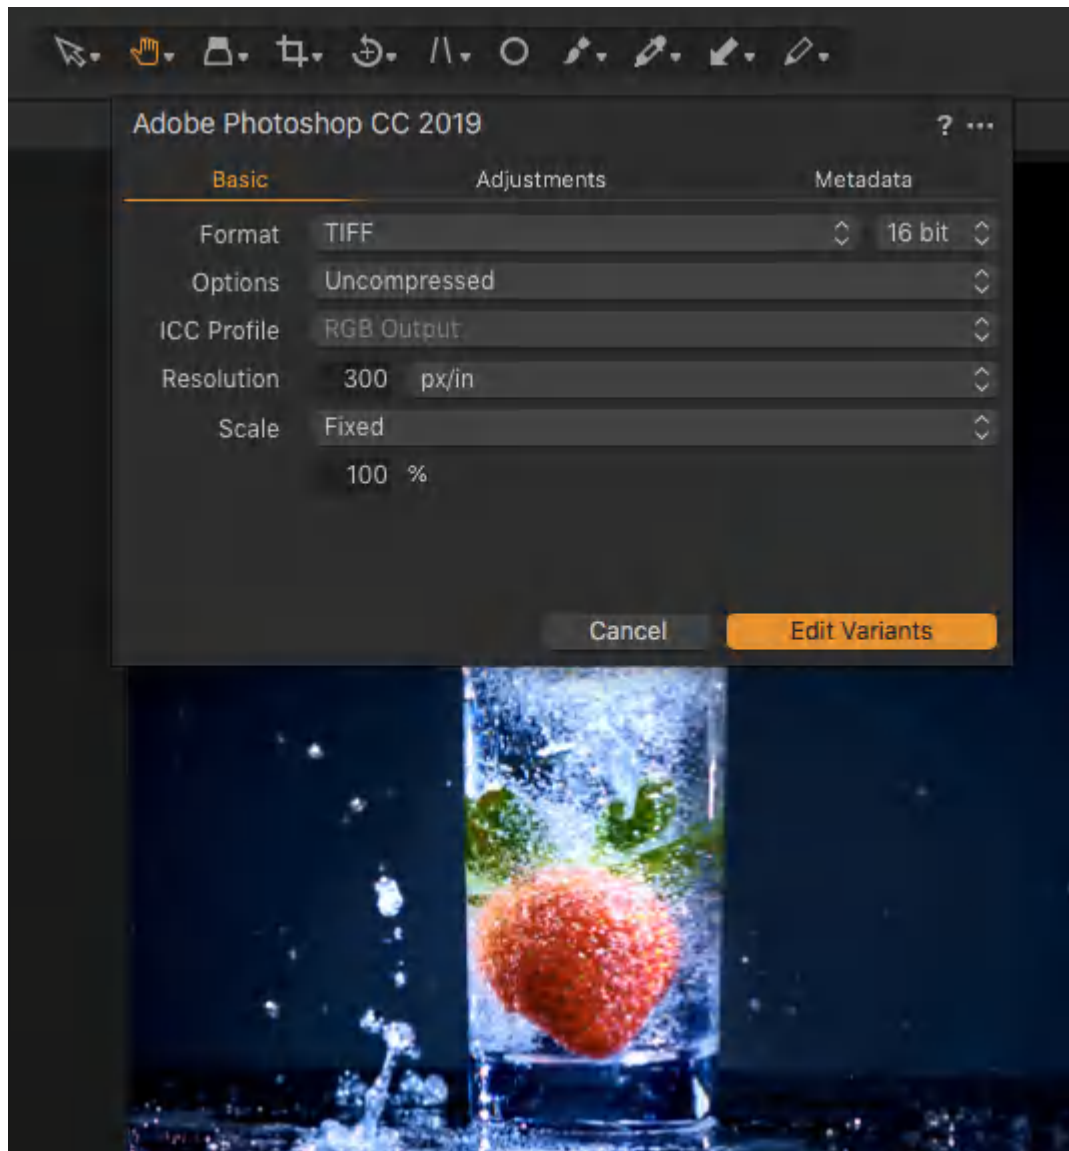 Adobe Photoshop CC 2019 ? ...
Basic Adjustments Metadata
Format TIFF 16 bit
Options Uncompressed
ICC Profile RGB Output
Resolution 300 px/in
Scale Fixed
100 %
Cancel Edit Variants